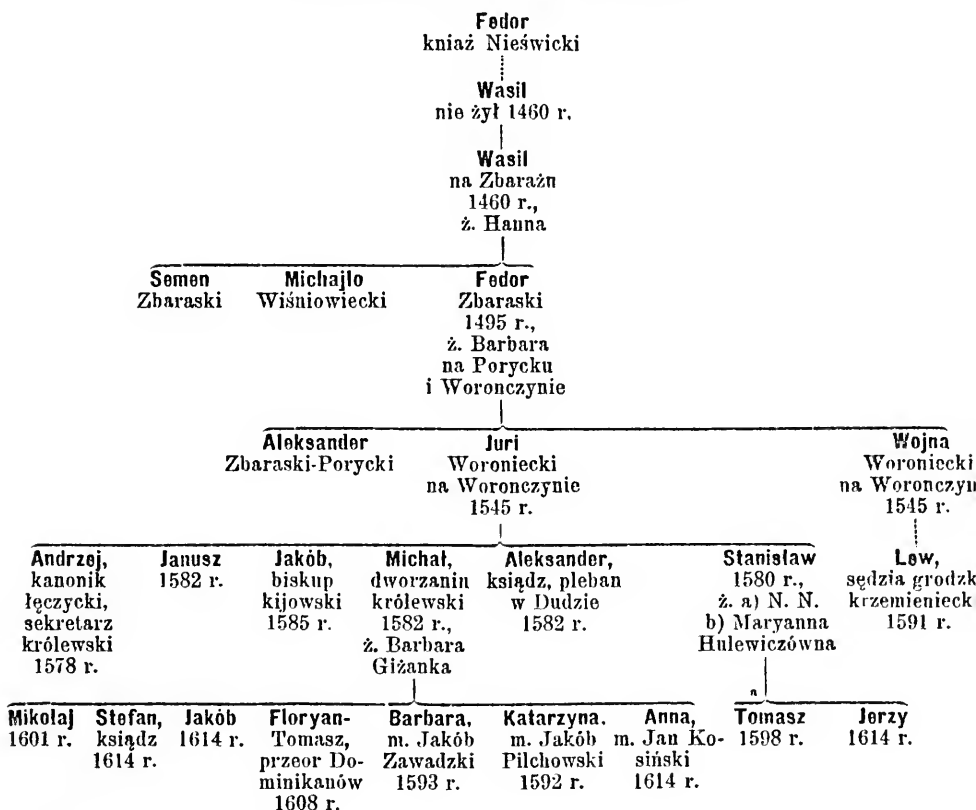 Fedor
kniaź Nieświcki
Wasil
nie żył 1460 r.
Wasil
na Zbarażu
1460 r.,
ż. Hanna
Semen
Zbaraski
Michajlo
Wiśniowiecki
Fedor
Zbaraski
1495 r.,
ż. Barbara
na Porycku
i Woronczynie
Aleksander
Zbaraski-Porycki
Juri
Woroniecki
na Woronczynie
1545 r.
Wojna
Woroniecki
na Woronczyn
1545 r.
Andrzej,
kanonik
łęczycki,
sekretarz
królewski
1578 r.
Janusz
1582 r.
Jakób,
biskup
kijowski
1585 r.
Michał,
dworzanin
królewski
1582 r.,
ż. Barbara
Giżanka
Aleksander,
ksiądz, pleban
w Dudzie
1582 r.
Stanisław
1580 r.,
ż. a) N. N.
b) Maryanna
Hulewiczówna
Lew,
sędzia grodzk
krzemienieck
1591 r.
Mikołaj
1601 r.
Stefan,
ksiądz
1614 r.
Jakób
1614 r.
Floryan-
Tomasz,
przeor Do-
minikanów
1608 r.
Barbara,
m. Jakób
Zawadzki
1593 r.
Katarzyna.
m. Jakób
Pilchowski
1592 r.
Anna,
m. Jan Ko-
siński
1614 r.
a
Tomasz
1598 r.
Jerzy
1614 r.